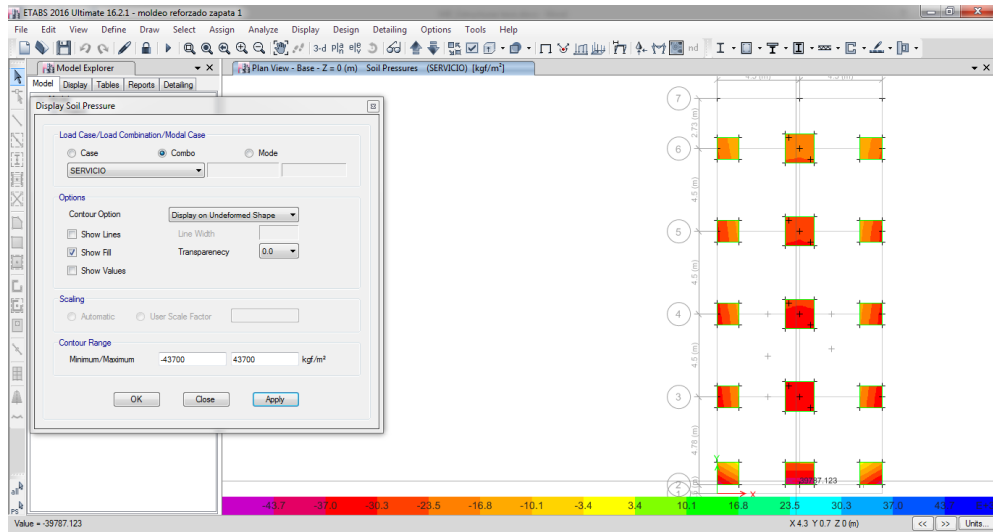 ETABS 2016 Ultimate 16.2.1 - moldeo reforzado zapata 1
File Edit View Define Draw Select Assign Analyze Display Design Detailing Options Tools Help
3-d nd
Model Explorer
Plan View - Base - Z = 0 (m) Soil Pressures (SERVICIO) [kgf/m²]
Model Display Tables Reports Detailing
Display Soil Pressure
Load Case/Load Combination/Modal Case
Case Combo Mode
SERVICIO
Options
Contour Option Display on Undeformed Shape
Show Lines Line Width
Show Fill Transparenecy 0.0
Show Values
Scaling
Automatic User Scale Factor
Contour Range
Minimum/Maximum -43700 43700 kgf/m²
OK Close Apply
7
2.73 (m)
6
4.5 (m)
5
4.5 (m)
4
4.5 (m)
3
4.76 (m)
Y
2
39787.123
X
-43.7 -37.0 -30.3 -23.5 -16.8 -10.1 -3.4 3.4 10.1 16.8 23.5 30.3 37.0
all
PS
Value = -39787.123
X 4.3 Y 0.7 Z 0 (m)
<< >> Units...